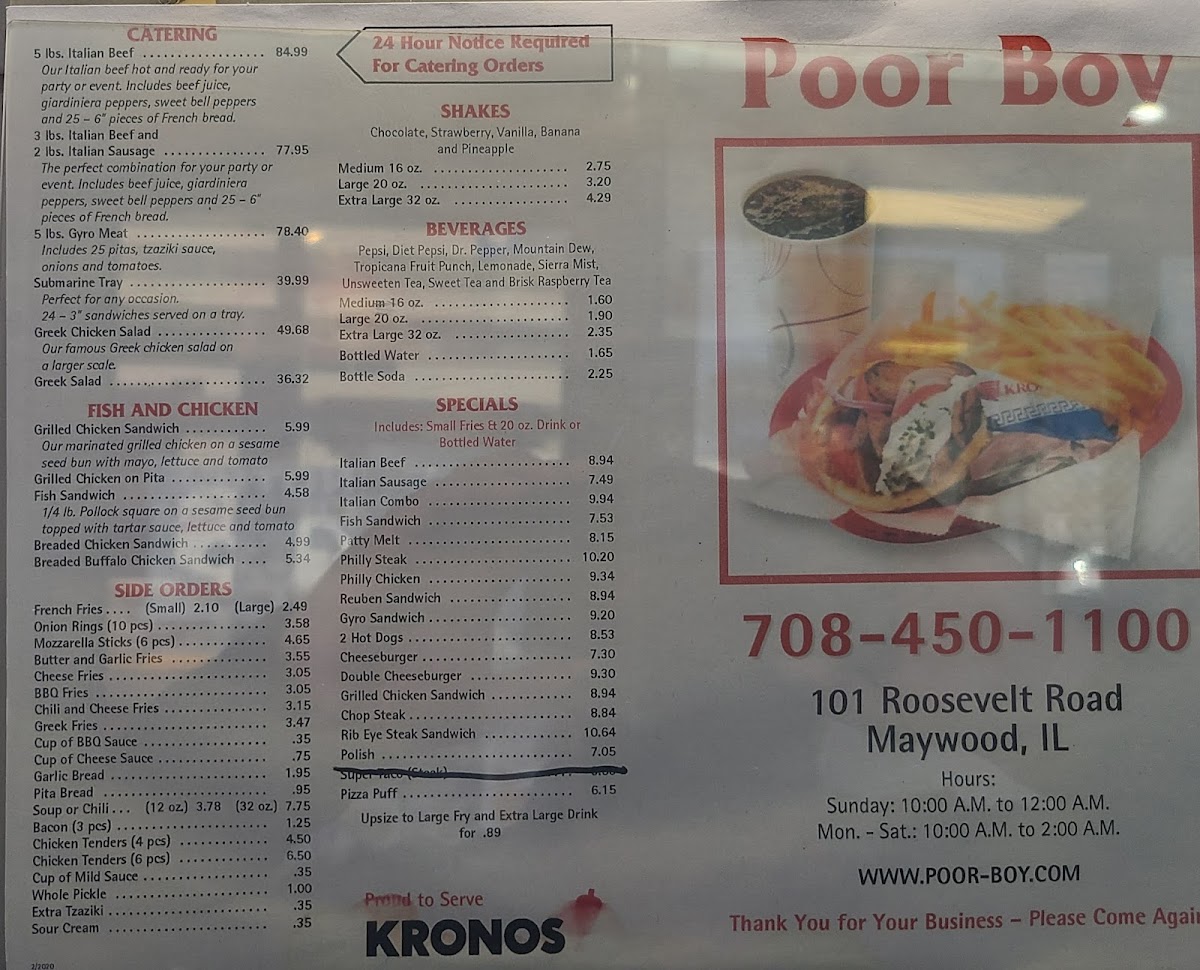 CATERING
5 lbs. Italian Beef .................. 84.99
Our Italian beef hot and ready for your
party or event. Includes beef juice,
giardiniera peppers, sweet bell peppers
and 25 – 6" pieces of French bread.
3 lbs. Italian Beef and
2 lbs. Italian Sausage ............... 77.95
The perfect combination for your party or
event. Includes beef juice, giardiniera
peppers, sweet bell peppers and 25 – 6"
pieces of French bread.
5 lbs. Gyro Meat ................... 78.40
Includes 25 pitas, tzaziki sauce,
onions and tomatoes.
Submarine Tray .................... 39.99
Perfect for any occasion.
24 – 3" sandwiches served on a tray.
Greek Chicken Salad ................ 49.68
Our famous Greek chicken salad on
a larger scale.
Greek Salad ....................... 36.32
FISH AND CHICKEN
Grilled Chicken Sandwich ............ 5.99
Our marinated grilled chicken on a sesame
seed bun with mayo, lettuce and tomato
Grilled Chicken on Pita .............. 5.99
Fish Sandwich ..................... 4.58
1/4 lb. Pollock square on a sesame seed bun
topped with tartar sauce, lettuce and tomato
Breaded Chicken Sandwich ........... 4.99
Breaded Buffalo Chicken Sandwich .... 5.34
SIDE ORDERS
French Fries.... (Small) 2.10 (Large) 2.49
Onion Rings (10 pcs) ................ 3.58
Mozzarella Sticks (6 pcs) ............. 4.65
Butter and Garlic Fries .............. 3.55
Cheese Fries ....................... 3.05
BBQ Fries ......................... 3.05
Chili and Cheese Fries ............... 3.15
Greek Fries ........................ 3.47
Cup of BBQ Sauce .................. .35
Cup of Cheese Sauce ................ .75
Garlic Bread ....................... 1.95
Pita Bread ......................... .95
Soup or Chili... (12 oz.) 3.78 (32 oz.) 7.75
Bacon (3 pcs) ...................... 1.25
Chicken Tenders (4 pcs) ............. 4.50
Chicken Tenders (6 pcs) ............. 6.50
Cup of Mild Sauce .................. .35
Whole Pickle ....................... 1.00
Extra Tzaziki ....................... .35
Sour Cream ....................... .35
2/2020
24 Hour Notice Required
For Catering Orders
SHAKES
Chocolate, Strawberry, Vanilla, Banana
and Pineapple
Medium 16 oz. .................... 2.75
Large 20 oz. ...................... 3.20
Extra Large 32 oz. ................. 4.29
BEVERAGES
Pepsi, Diet Pepsi, Dr. Pepper, Mountain Dew,
Tropicana Fruit Punch, Lemonade, Sierra Mist,
Unsweeten Tea, Sweet Tea and Brisk Raspberry Tea
Medium 16 oz. .................... 1.60
Large 20 oz. ...................... 1.90
Extra Large 32 oz. ................. 2.35
Bottled Water ..................... 1.65
Bottle Soda ....................... 2.25
SPECIALS
Includes: Small Fries & 20 oz. Drink or
Bottled Water
Italian Beef ....................... 8.94
Italian Sausage ..................... 7.49
Italian Combo ..................... 9.94
Fish Sandwich ..................... 7.53
Patty Melt ........................ 8.15
Philly Steak ....................... 10.20
Philly Chicken ..................... 9.34
Reuben Sandwich .................. 8.94
Gyro Sandwich ..................... 9.20
2 Hot Dogs ........................ 8.53
Cheeseburger ...................... 7.30
Double Cheeseburger ............... 9.30
Grilled Chicken Sandwich ............ 8.94
Chop Steak ........................ 8.84
Rib Eye Steak Sandwich ............. 10.64
Polish ............................ 7.05
Super Taco (Steak)
Pizza Puff ......................... 6.15
Upsize to Large Fry and Extra Large Drink
for .89
Proud to Serve
KRONOS
Poor Boy
KRO
708-450-1100
101 Roosevelt Road
Maywood, IL
Hours:
Sunday: 10:00 A.M. to 12:00 A.M.
Mon. - Sat.: 10:00 A.M. to 2:00 A.M.
WWW.POOR-BOY.COM
Thank You for Your Business – Please Come Again